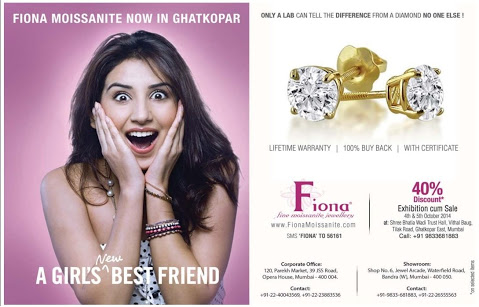 FIONA MOISSANITE NOW IN GHATKOPAR
New
A GIRL'S BEST FRIEND
ONLY A LAB CAN TELL THE DIFFERENCE FROM A DIAMOND NO ONE ELSE !
LIFETIME WARRANTY | 100% BUY BACK | WITH CERTIFICATE
Fiona
fine moissanite jewellery
www.FionaMoissanite.com
SMS 'FIONA' TO 56161
40%
Discount*
Exhibition cum Sale
4th & 5th October 2014
at: Shree Bhatia Wadi Trust Hall, Vithal Baug,
Tilak Road, Ghatkopar East, Mumbai
Call: +91 9833681883
Corporate Office:
120, Parekh Market, 39 JSS Road,
Opera House, Mumbai - 400 004.
Contact:
+91-22-40043569, +91-22-23883536
Showroom:
Shop No. 6, Jewel Arcade, Waterfield Road,
Bandra (W), Mumbai - 400 050.
Contact:
+91-9833-681883, +91-22-26555563
*on selected items